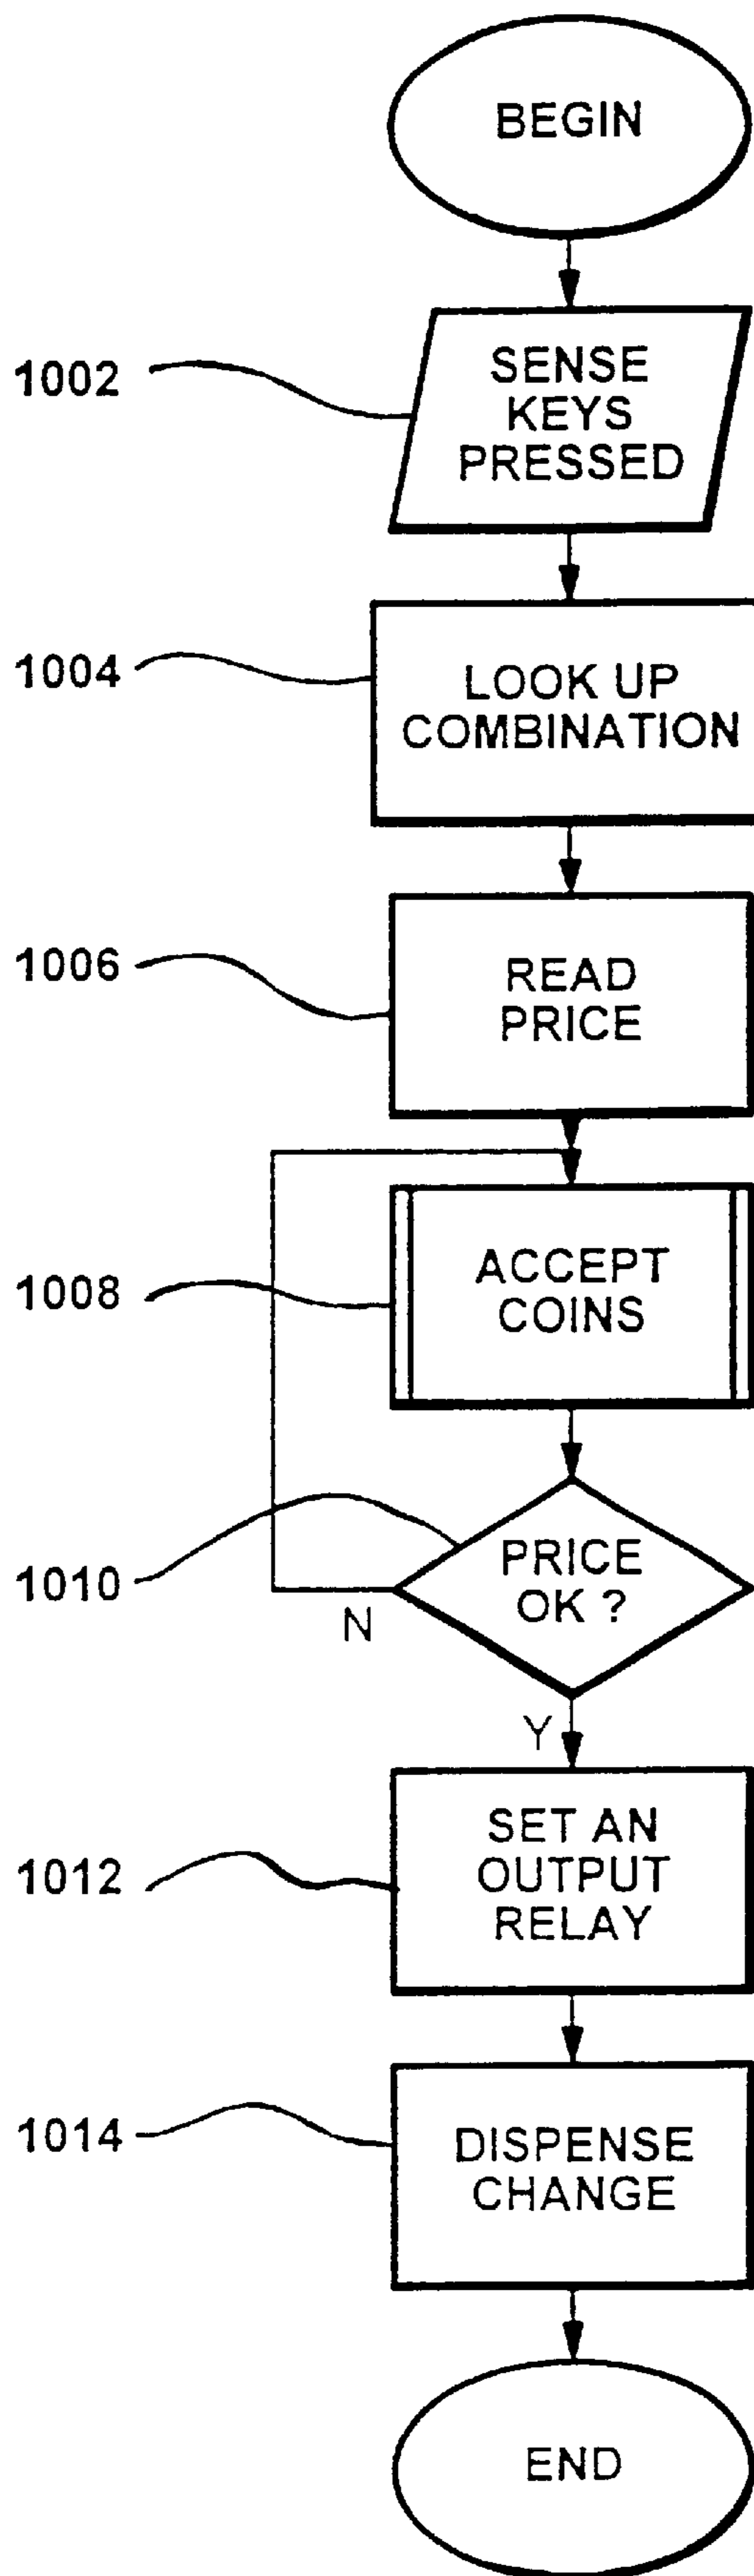 BEGIN
1002
SENSE
KEYS
PRESSED
1004
LOOK UP
COMBINATION
1006
READ
PRICE
1008
ACCEPT
COINS
1010
PRICE
OK ?
N
Y
1012
SET AN
OUTPUT
RELAY
1014
DISPENSE
CHANGE
END